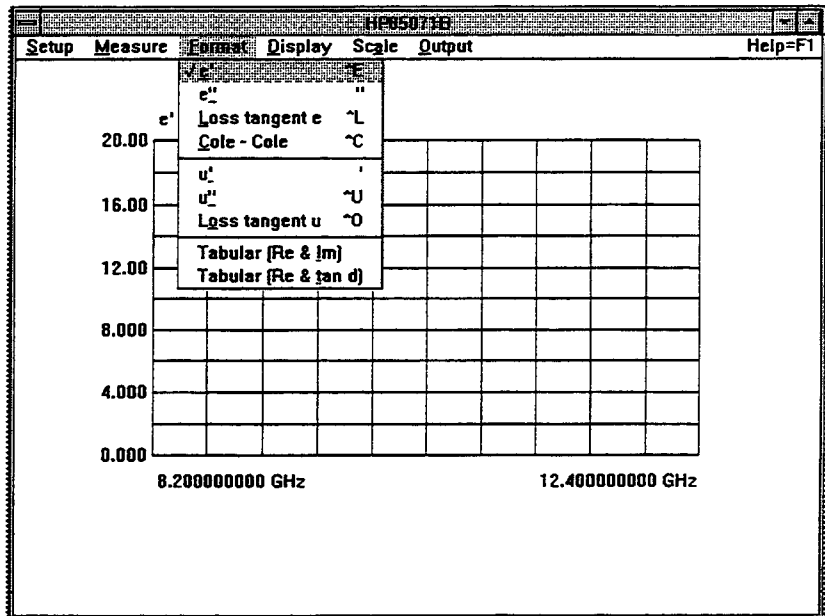 HP85071B
Setup Measure Format Display Scale Output Help=F1
√ e' ^E
e" "
Loss tangent e ^L
Cole - Cole ^C
u' '
u" ^U
Loss tangent u ^O
Tabular (Re & Im)
Tabular (Re & tan d)
e'
20.00
16.00
12.00
8.000
4.000
0.000
8.200000000 GHz 12.400000000 GHz